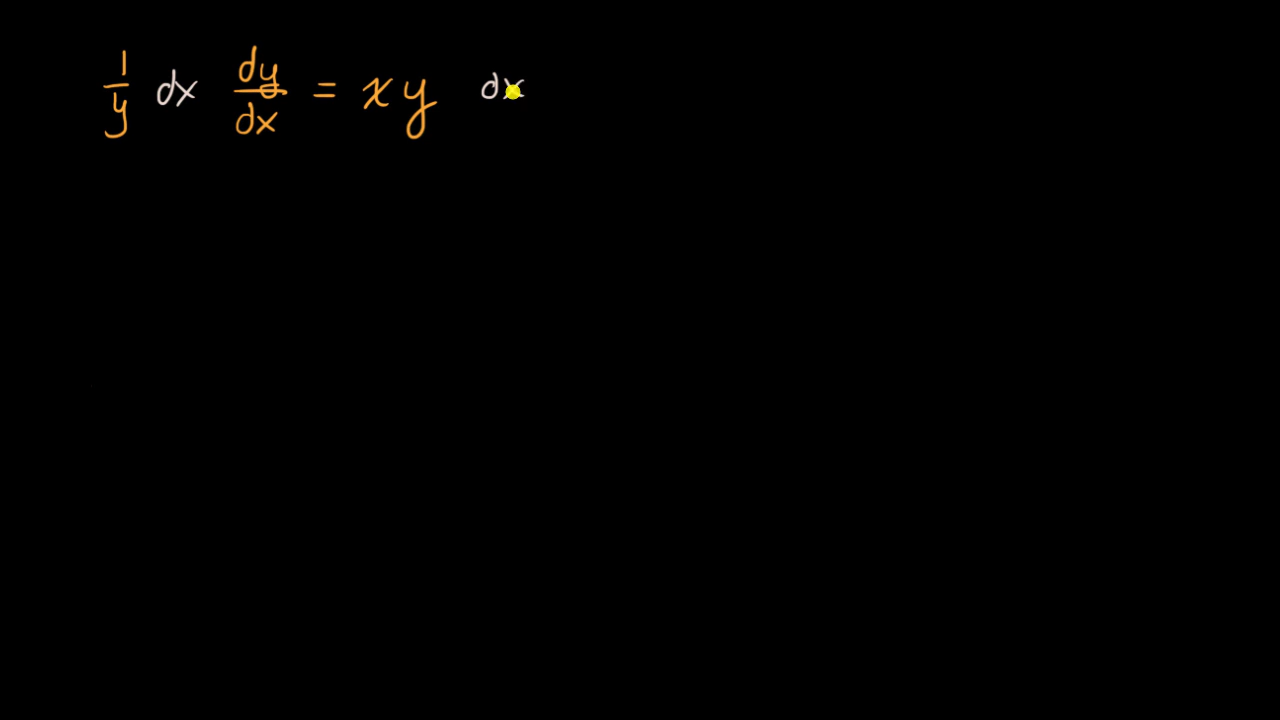 1/y dx dy/dx = xy dx